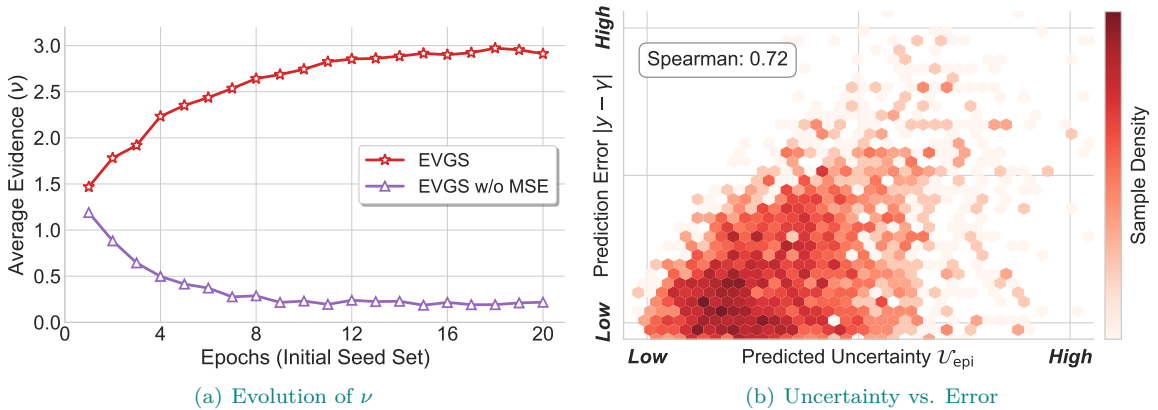 Average Evidence (ν)
3.0
2.5
2.0
1.5
1.0
0.5
0.0
EVGS
EVGS w/o MSE
0 4 8 12 16 20
Epochs (Initial Seed Set)
(a) Evolution of ν
High
Prediction Error |y − γ|
Low
Spearman: 0.72
Low Predicted Uncertainty 𝒰epi High
Sample Density
(b) Uncertainty vs. Error